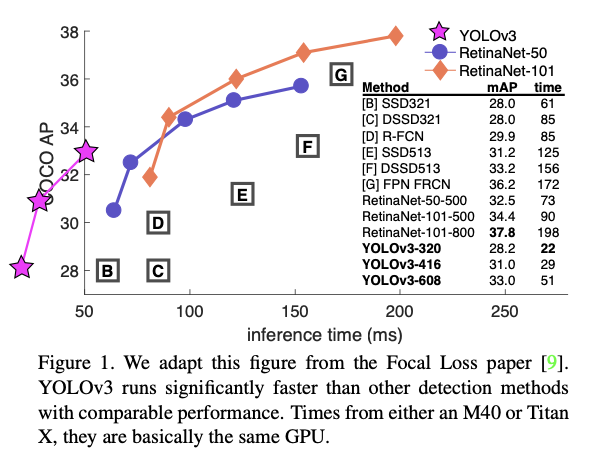 38
36
34
32
30
28
COCO AP
50
100
150
200
250
inference time (ms)
B
C
D
E
F
G
YOLOv3
RetinaNet-50
RetinaNet-101
Method mAP time
[B] SSD321 28.0 61
[C] DSSD321 28.0 85
[D] R-FCN 29.9 85
[E] SSD513 31.2 125
[F] DSSD513 33.2 156
[G] FPN FRCN 36.2 172
RetinaNet-50-500 32.5 73
RetinaNet-101-500 34.4 90
RetinaNet-101-800 37.8 198
YOLOv3-320 28.2 22
YOLOv3-416 31.0 29
YOLOv3-608 33.0 51
Figure 1. We adapt this figure from the Focal Loss paper [9].
YOLOv3 runs significantly faster than other detection methods
with comparable performance. Times from either an M40 or Titan
X, they are basically the same GPU.